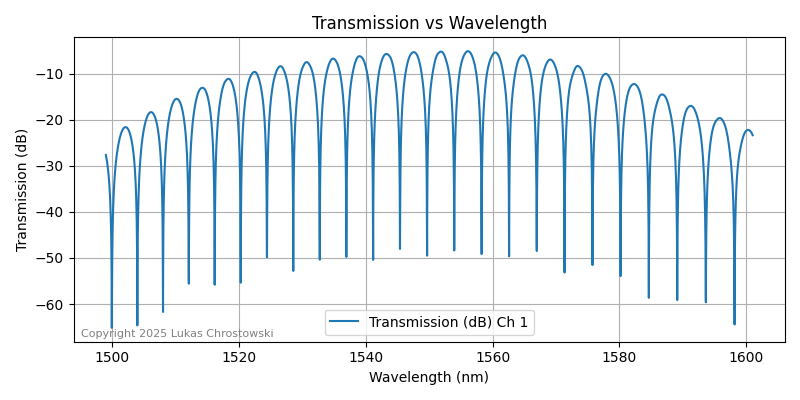 Transmission vs Wavelength
Transmission (dB)
−10
−20
−30
−40
−50
−60
Transmission (dB) Ch 1
Copyright 2025 Lukas Chrostowski
1500
1520
1540
1560
1580
1600
Wavelength (nm)